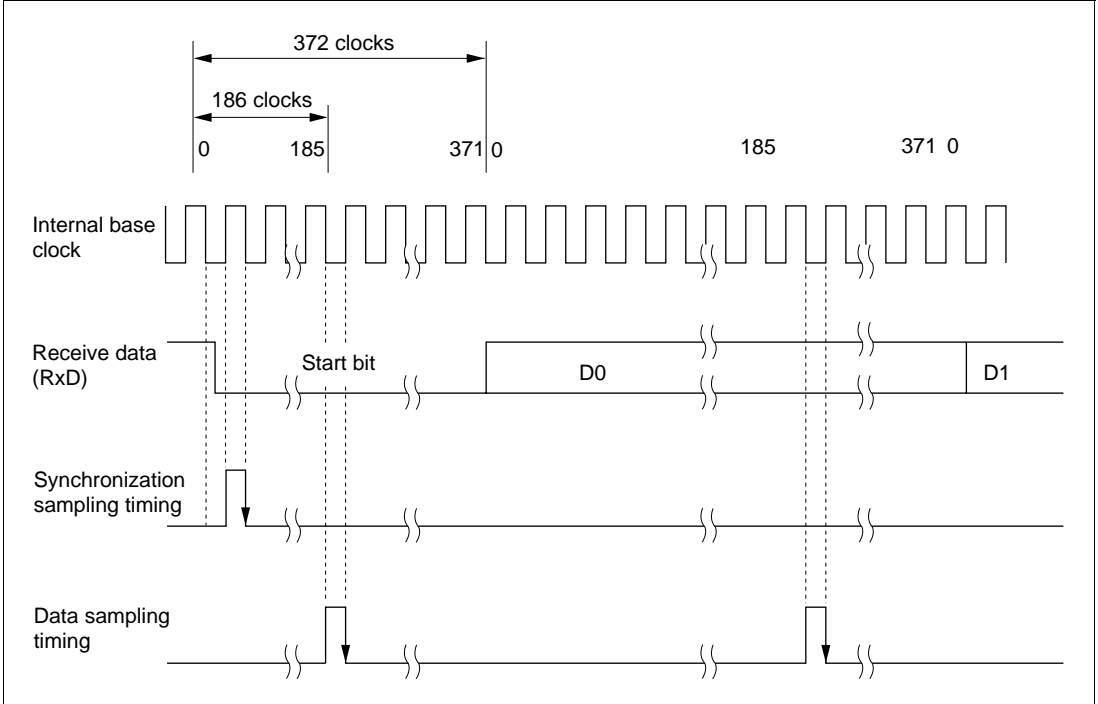 372 clocks
186 clocks
0 185 371 0 185 371 0
Internal base
clock
Receive data
(RxD)
Start bit
D0
D1
Synchronization
sampling timing
Data sampling
timing